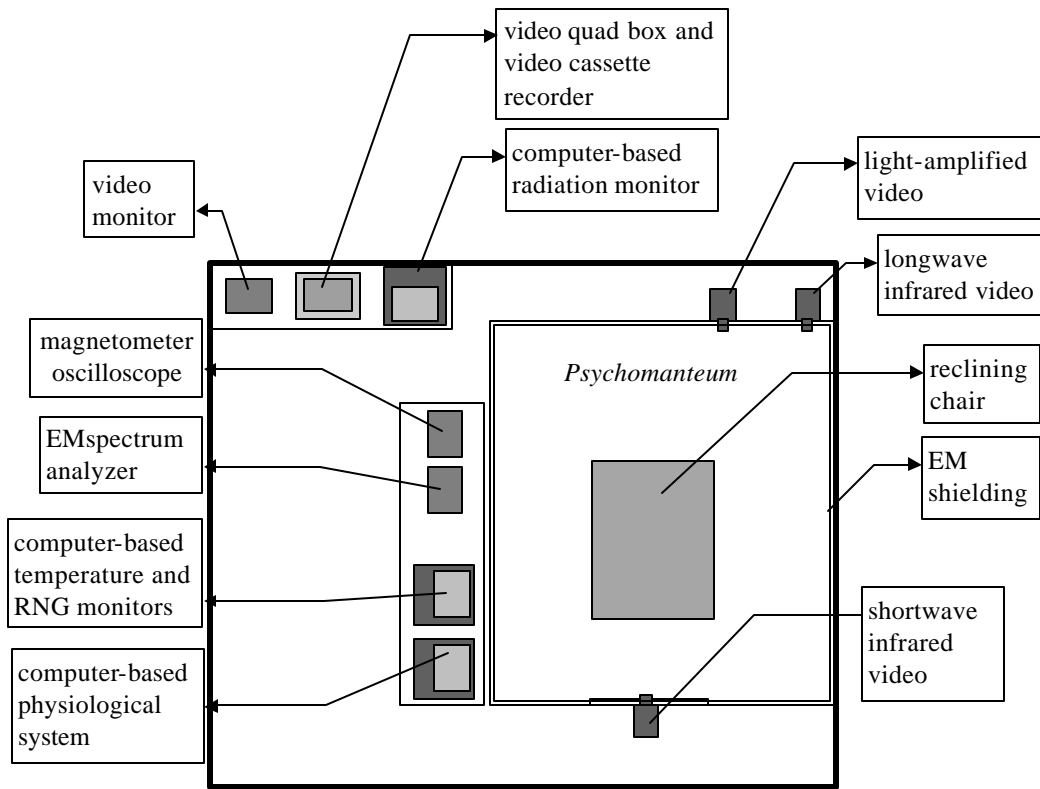 video quad box and
video cassette
recorder
computer-based
radiation monitor
light-amplified
video
video
monitor
longwave
infrared video
magnetometer
oscilloscope
Psychomanteum
reclining
chair
EMspectrum
analyzer
EM
shielding
computer-based
temperature and
RNG monitors
shortwave
infrared
video
computer-based
physiological
system